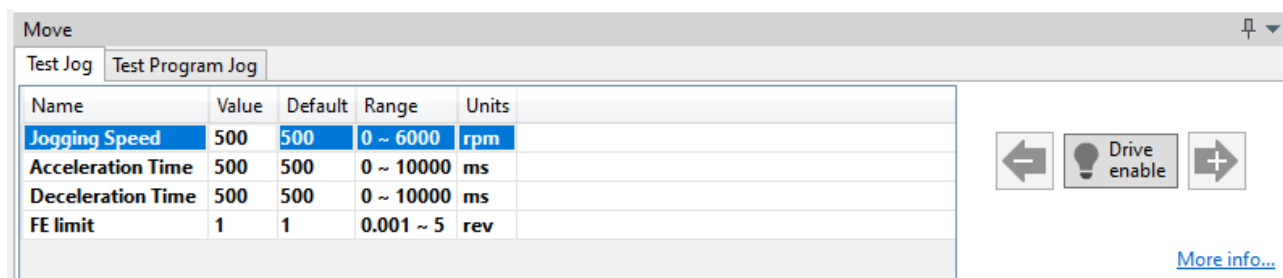 Move
Test Jog Test Program Jog
Name Value Default Range Units
Jogging Speed 500 500 0 ~ 6000 rpm
Acceleration Time 500 500 0 ~ 10000 ms
Deceleration Time 500 500 0 ~ 10000 ms
FE limit 1 1 0.001 ~ 5 rev
Drive
enable
More info...